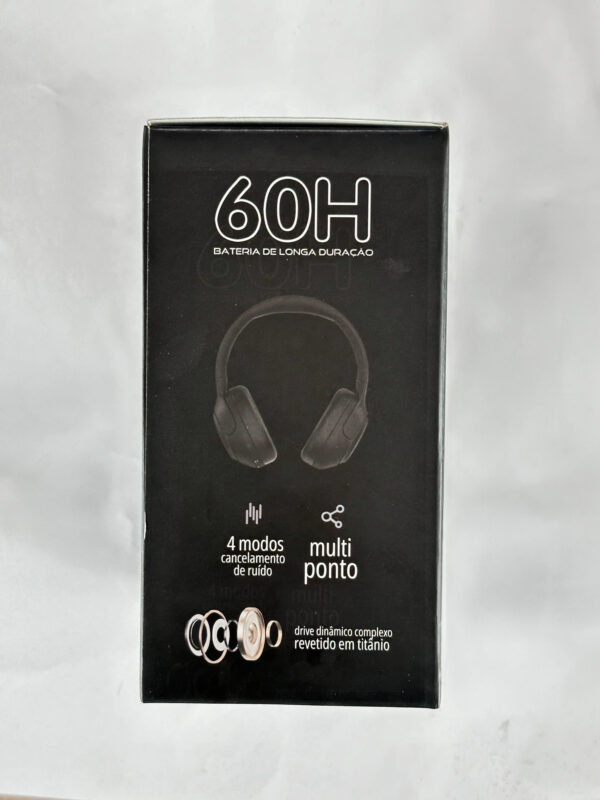 60H
BATERIA DE LONGA DURAÇÃO
4 modos
cancelamento
de ruído
multi
ponto
drive dinâmico complexo
revetido em titânio